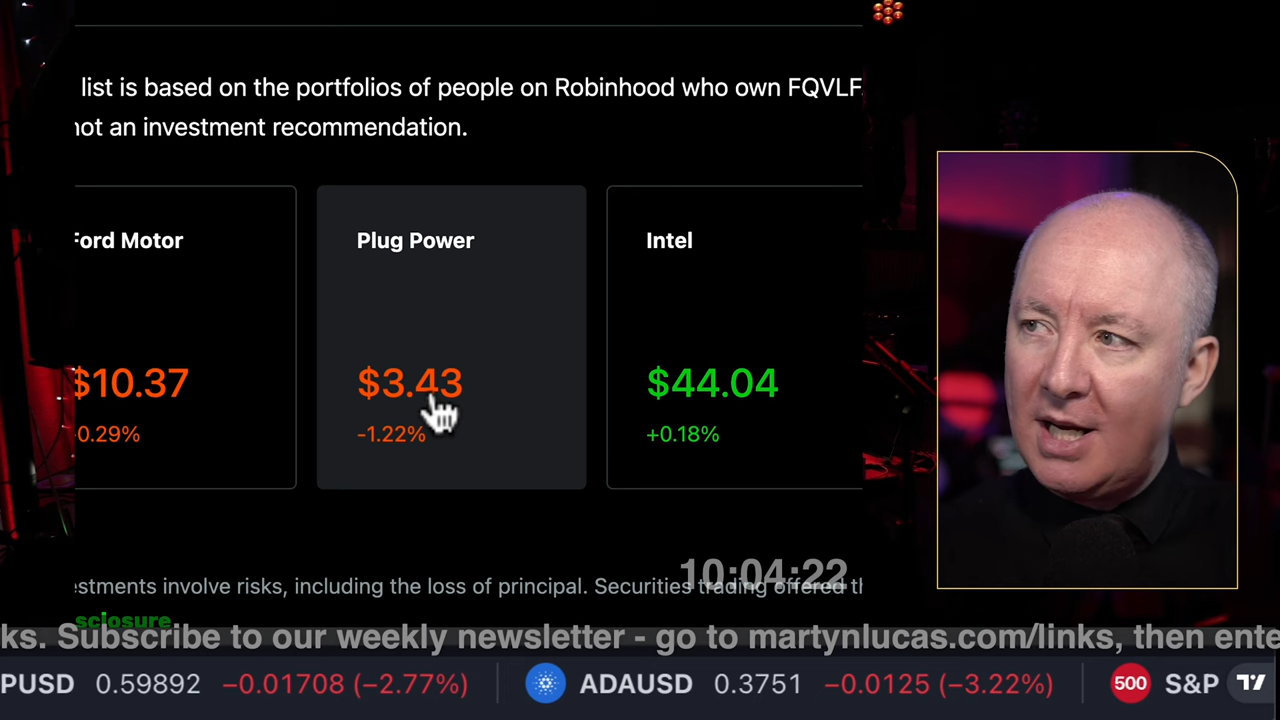 list is based on the portfolios of people on Robinhood who own FQVLF.
not an investment recommendation.
Ford Motor
$10.37
0.29%
Plug Power
$3.43
-1.22%
Intel
$44.04
+0.18%
10:04:22
estments involve risks, including the loss of principal. Securities trading offered th
sclosure
ks. Subscribe to our weekly newsletter - go to martynlucas.com/links, then ente
PUSD 0.59892 −0.01708 (−2.77%) ADAUSD 0.3751 −0.0125 (−3.22%) 500 S&P